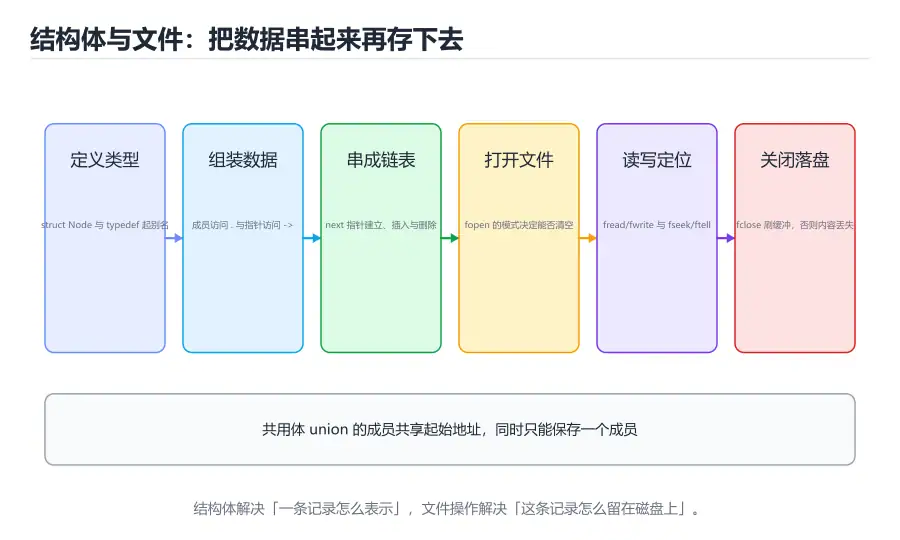 结构体与文件：把数据串起来再存下去
定义类型
struct Node 与 typedef 起别名
组装数据
成员访问 . 与指针访问 ->
串成链表
next 指针建立、插入与删除
打开文件
fopen 的模式决定能否清空
读写定位
fread/fwrite 与 fseek/ftell
关闭落盘
fclose 刷缓冲，否则内容丢失
共用体 union 的成员共享起始地址，同时只能保存一个成员
结构体解决「一条记录怎么表示」，文件操作解决「这条记录怎么留在磁盘上」。